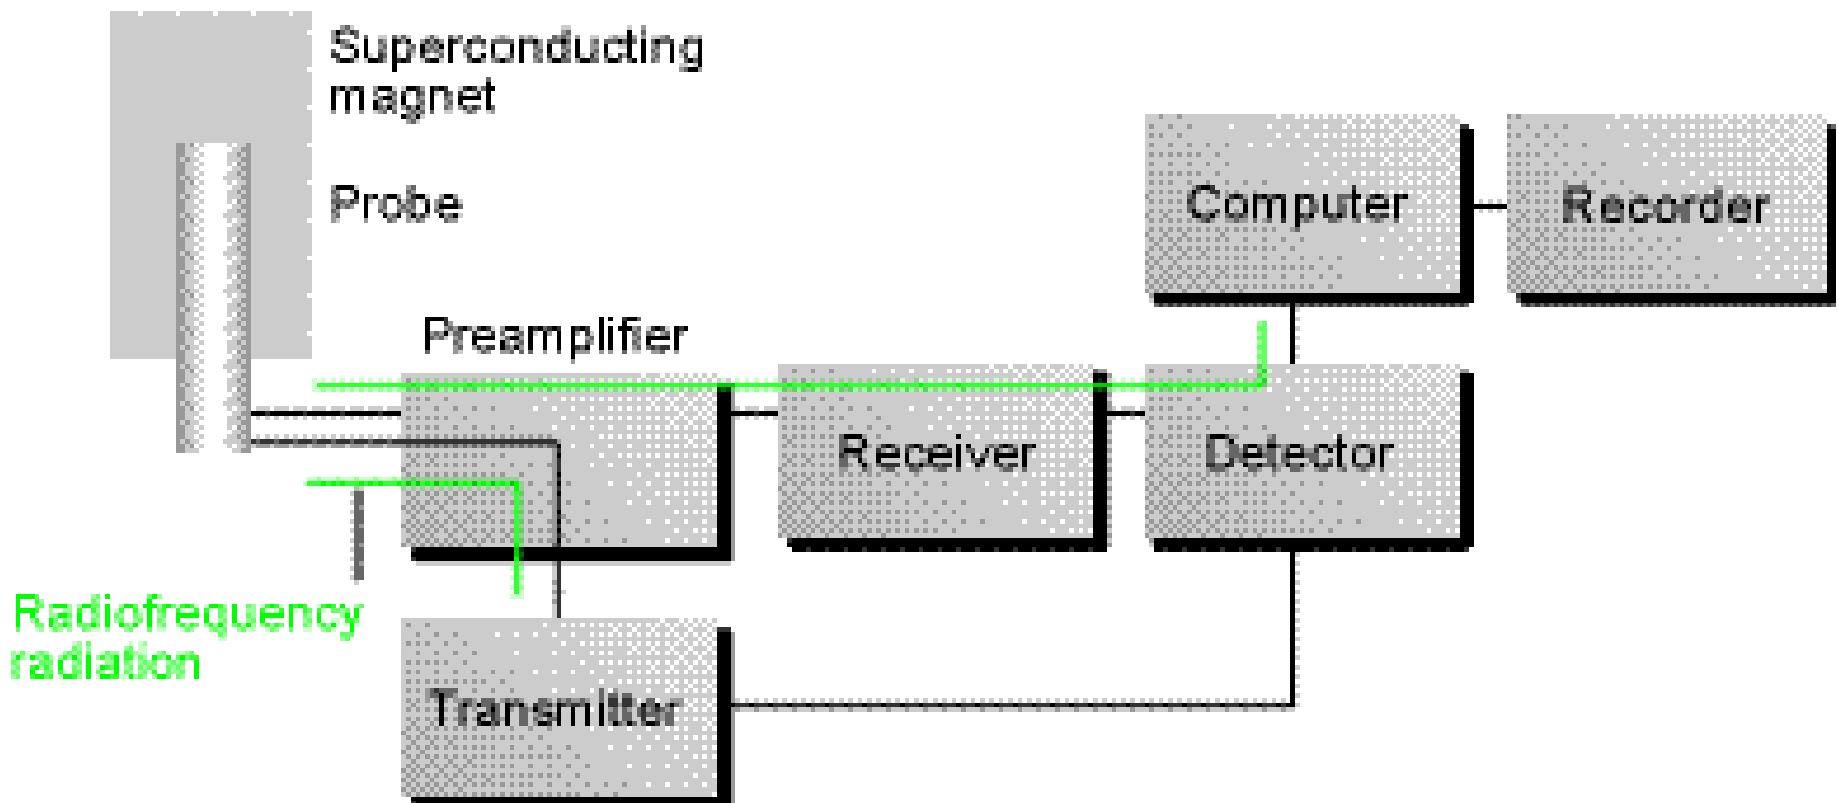 Superconducting
magnet
Probe
Computer
Recorder
Preamplifier
Receiver
Detector
Radiofrequency
radiation
Transmitter